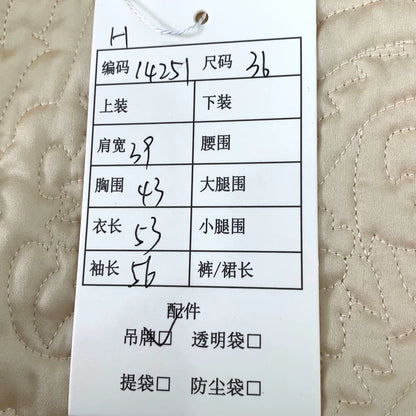 H
编码 14251 尺码 36
上装 下装
肩宽 39 腰围
胸围 43 大腿围
衣长 53 小腿围
袖长 56 裤/裙长
配件
吊牌☑ 透明袋□
提袋□ 防尘袋□